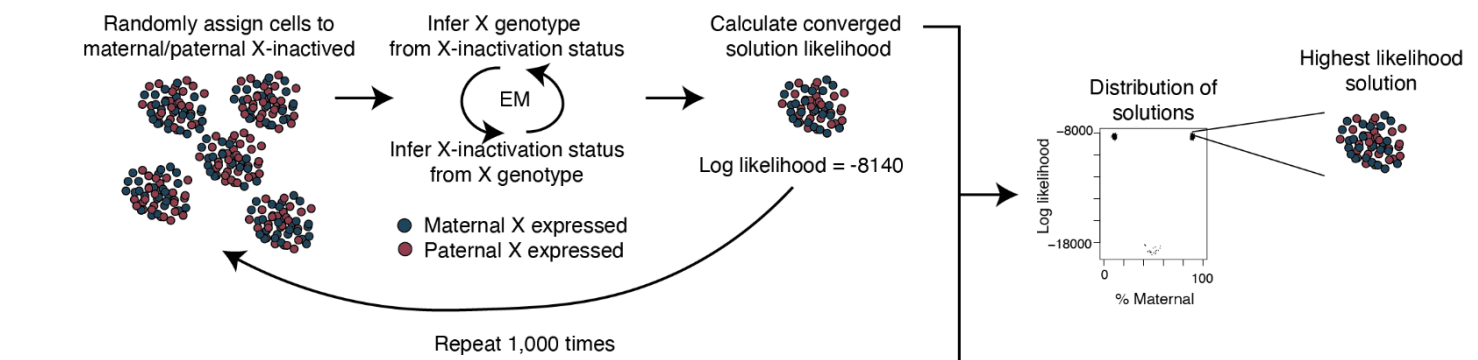 Randomly assign cells to
maternal/paternal X-inactived
Infer X genotype
from X-inactivation status
EM
Infer X-inactivation status
from X genotype
Maternal X expressed
Paternal X expressed
Calculate converged
solution likelihood
Log likelihood = -8140
Repeat 1,000 times
Distribution of
solutions
−8000
Log likelihood
−18000
0
100
% Maternal
Highest likelihood
solution